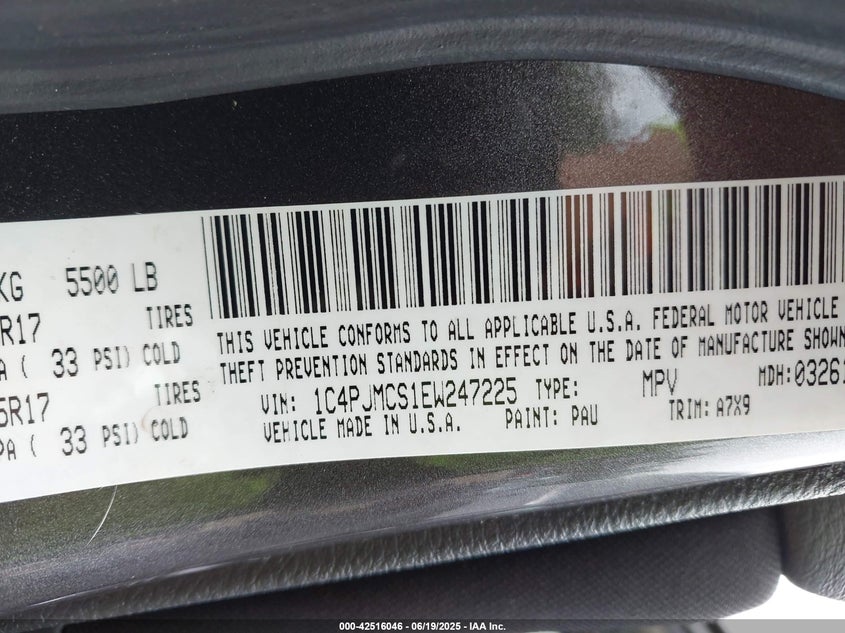 KG 5500 LB
R17 TIRES
A ( 33 PSI) COLD
5R17 TIRES
PA ( 33 PSI) COLD
THIS VEHICLE CONFORMS TO ALL APPLICABLE U.S.A. FEDERAL MOTOR VEHICLE
THEFT PREVENTION STANDARDS IN EFFECT ON THE DATE OF MANUFACTURE SHOWN
VIN: 1C4PJMCS1EW247225 TYPE: MPV MDH:03261
VEHICLE MADE IN U.S.A. PAINT: PAU TRIM: A7X9
000-42516046 - 06/19/2025 - IAA Inc.